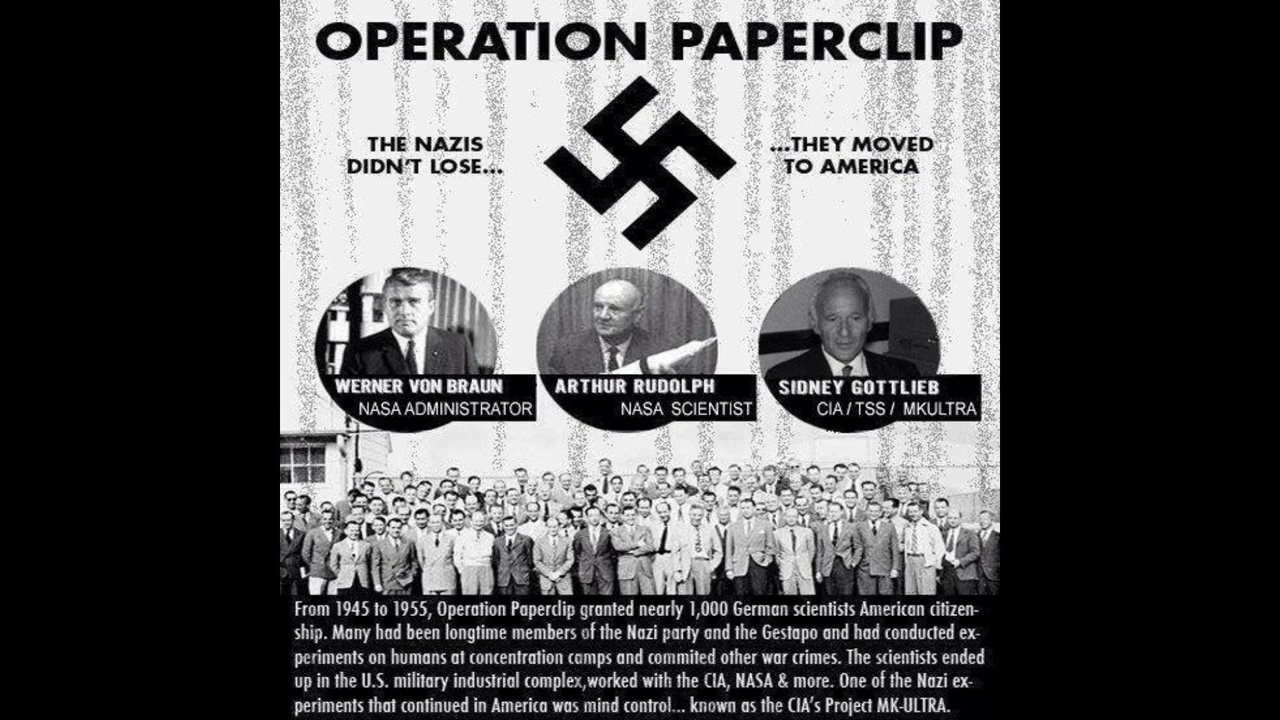 OPERATION PAPERCLIP
THE NAZIS
DIDN'T LOSE...
...THEY MOVED
TO AMERICA
WERNER VON BRAUN
NASA ADMINISTRATOR
ARTHUR RUDOLPH
NASA SCIENTIST
SIDNEY GOTTLIEB
CIA / TSS / MKULTRA
From 1945 to 1955, Operation Paperclip granted nearly 1,000 German scientists American citizen-
ship. Many had been longtime members of the Nazi party and the Gestapo and had conducted ex-
periments on humans at concentration camps and commited other war crimes. The scientists ended
up in the U.S. military industrial complex,worked with the CIA, NASA & more. One of the Nazi ex-
periments that continued in America was mind control... known as the CIA's Project MK-ULTRA.